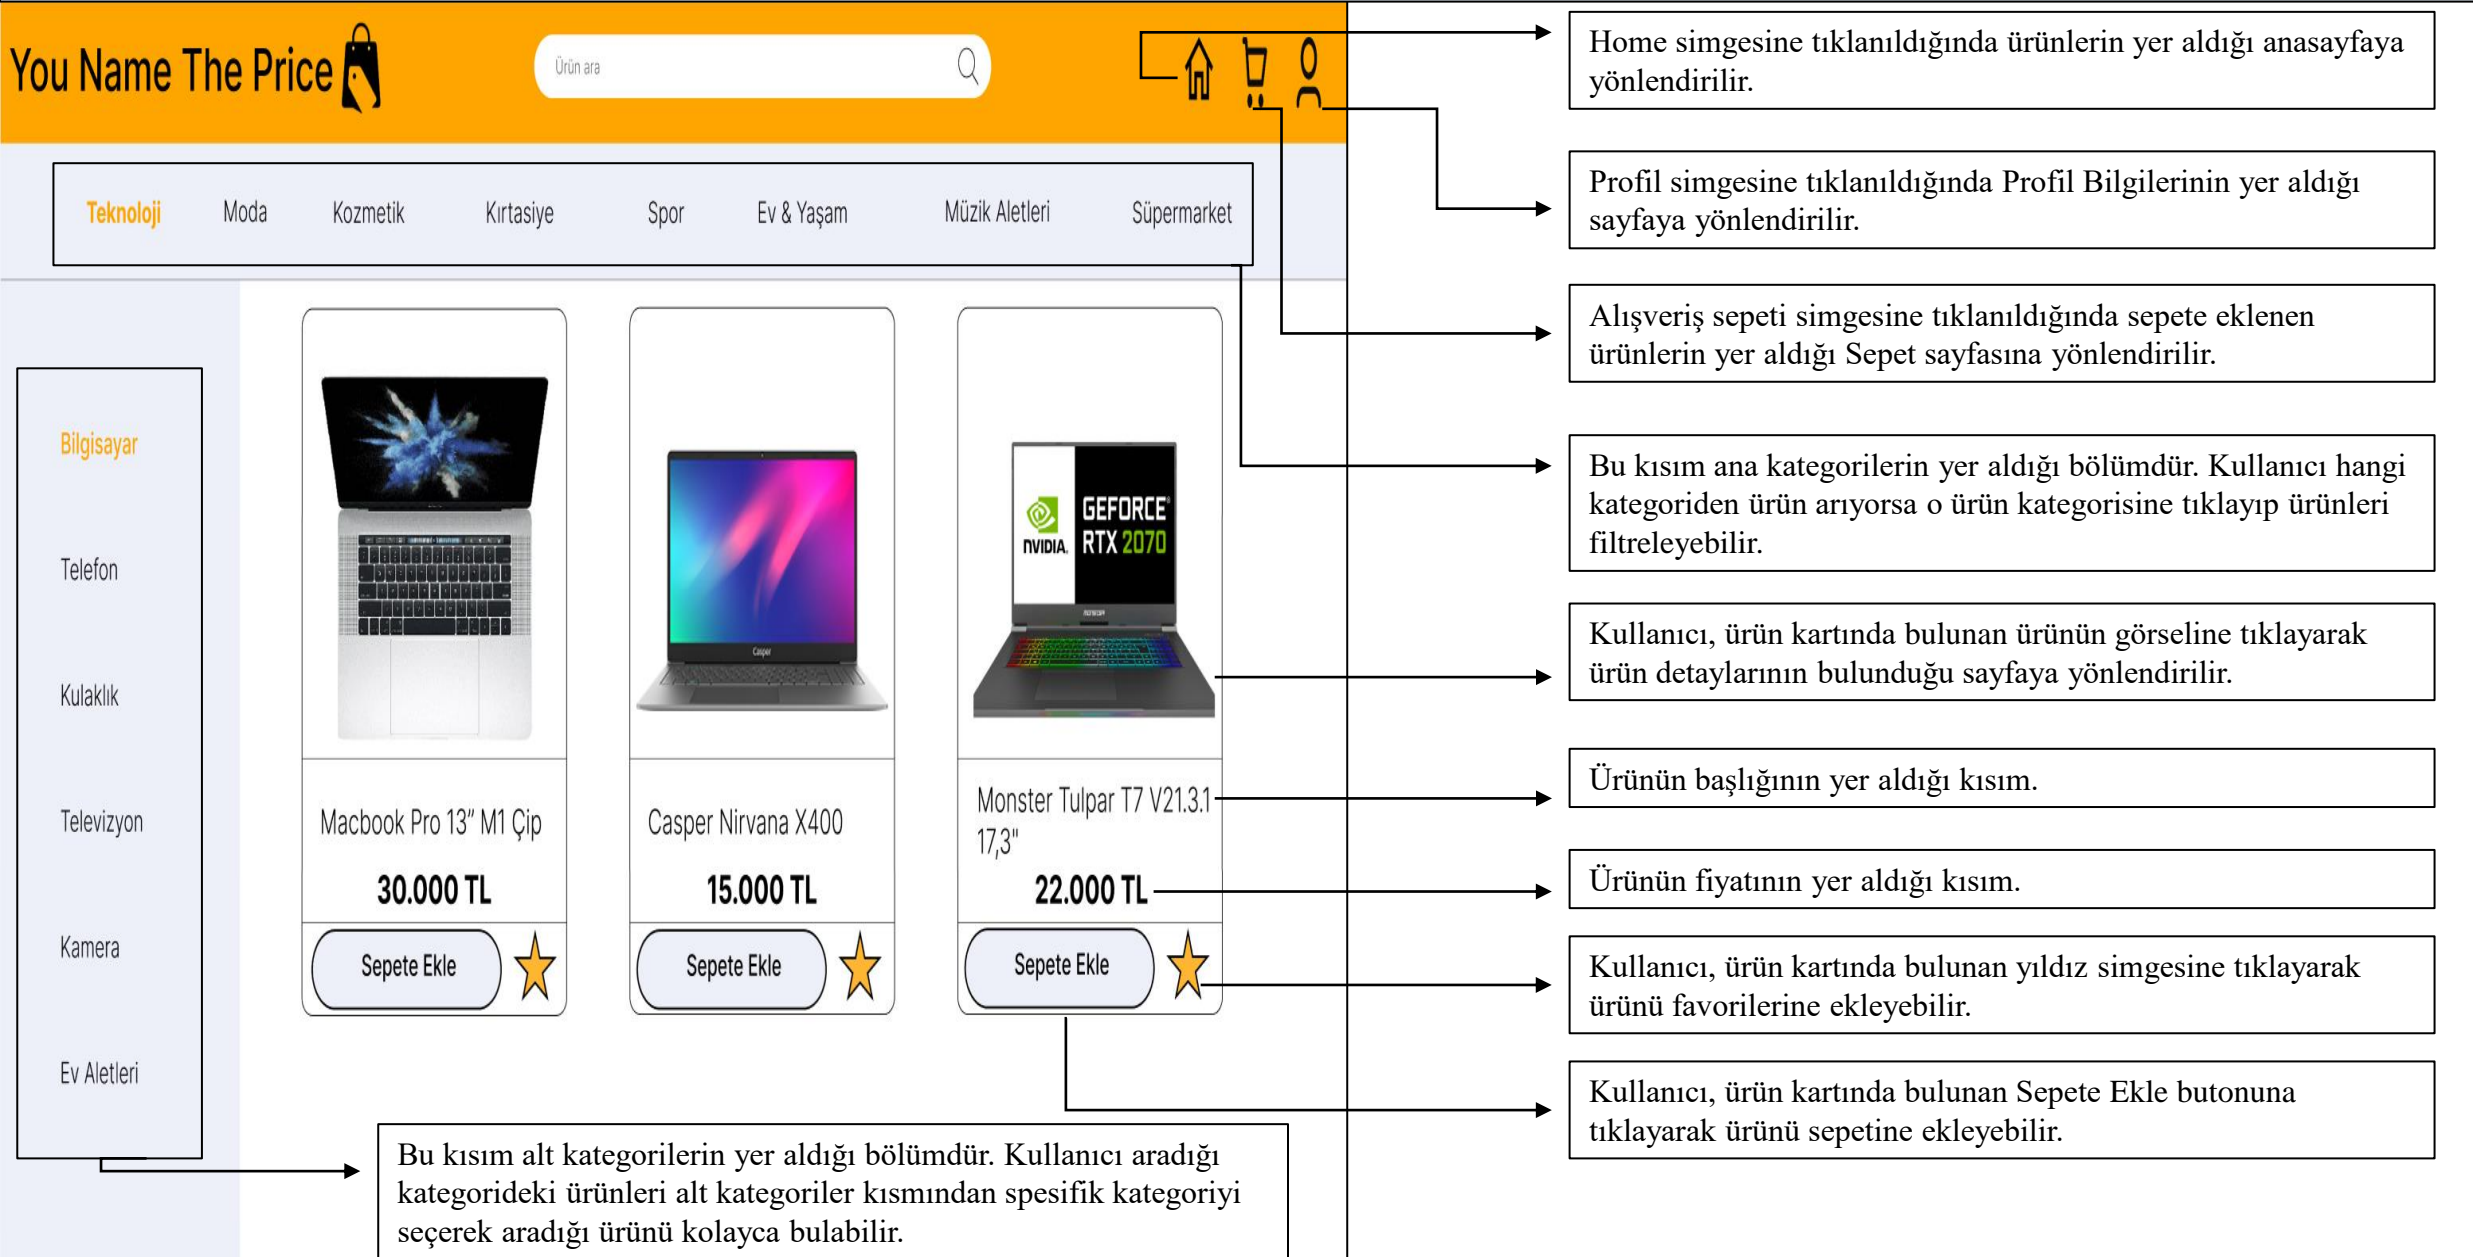 You Name The Price
Ürün ara
Teknoloji
Moda
Kozmetik
Kırtasiye
Spor
Ev & Yaşam
Müzik Aletleri
Süpermarket
Bilgisayar
Telefon
Kulaklık
Televizyon
Kamera
Ev Aletleri
Macbook Pro 13" M1 Çip
30.000 TL
Sepete Ekle
Casper
Casper Nirvana X400
15.000 TL
Sepete Ekle
NVIDIA.
GEFORCE
RTX 2070
Monster Tulpar T7 V21.3.1
17,3"
22.000 TL
Sepete Ekle
Home simgesine tıklanıldığında ürünlerin yer aldığı anasayfaya
yönlendirilir.
Profil simgesine tıklanıldığında Profil Bilgilerinin yer aldığı
sayfaya yönlendirilir.
Alışveriş sepeti simgesine tıklanıldığında sepete eklenen
ürünlerin yer aldığı Sepet sayfasına yönlendirilir.
Bu kısım ana kategorilerin yer aldığı bölümdür. Kullanıcı hangi
kategoriden ürün arıyorsa o ürün kategorisine tıklayıp ürünleri
filtreleyebilir.
Kullanıcı, ürün kartında bulunan ürünün görseline tıklayarak
ürün detaylarının bulunduğu sayfaya yönlendirilir.
Ürünün başlığının yer aldığı kısım.
Ürünün fiyatının yer aldığı kısım.
Kullanıcı, ürün kartında bulunan yıldız simgesine tıklayarak
ürünü favorilerine ekleyebilir.
Kullanıcı, ürün kartında bulunan Sepete Ekle butonuna
tıklayarak ürünü sepetine ekleyebilir.
Bu kısım alt kategorilerin yer aldığı bölümdür. Kullanıcı aradığı
kategorideki ürünleri alt kategoriler kısmından spesifik kategoriyi
seçerek aradığı ürünü kolayca bulabilir.